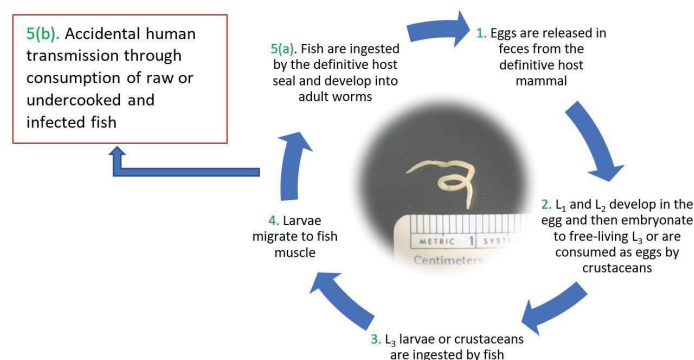 5(b). Accidental human
transmission through
consumption of raw or
undercooked and
infected fish
5(a). Fish are ingested
by the definitive host
seal and develop into
adult worms
1. Eggs are released in
feces from the
definitive host
mammal
2. L₁ and L₂ develop in the
egg and then embryonate
to free-living L₃ or are
consumed as eggs by
crustaceans
3. L₃ larvae or crustaceans
are ingested by fish
4. Larvae
migrate to fish
muscle
METRIC 1 SYST
Centimeters